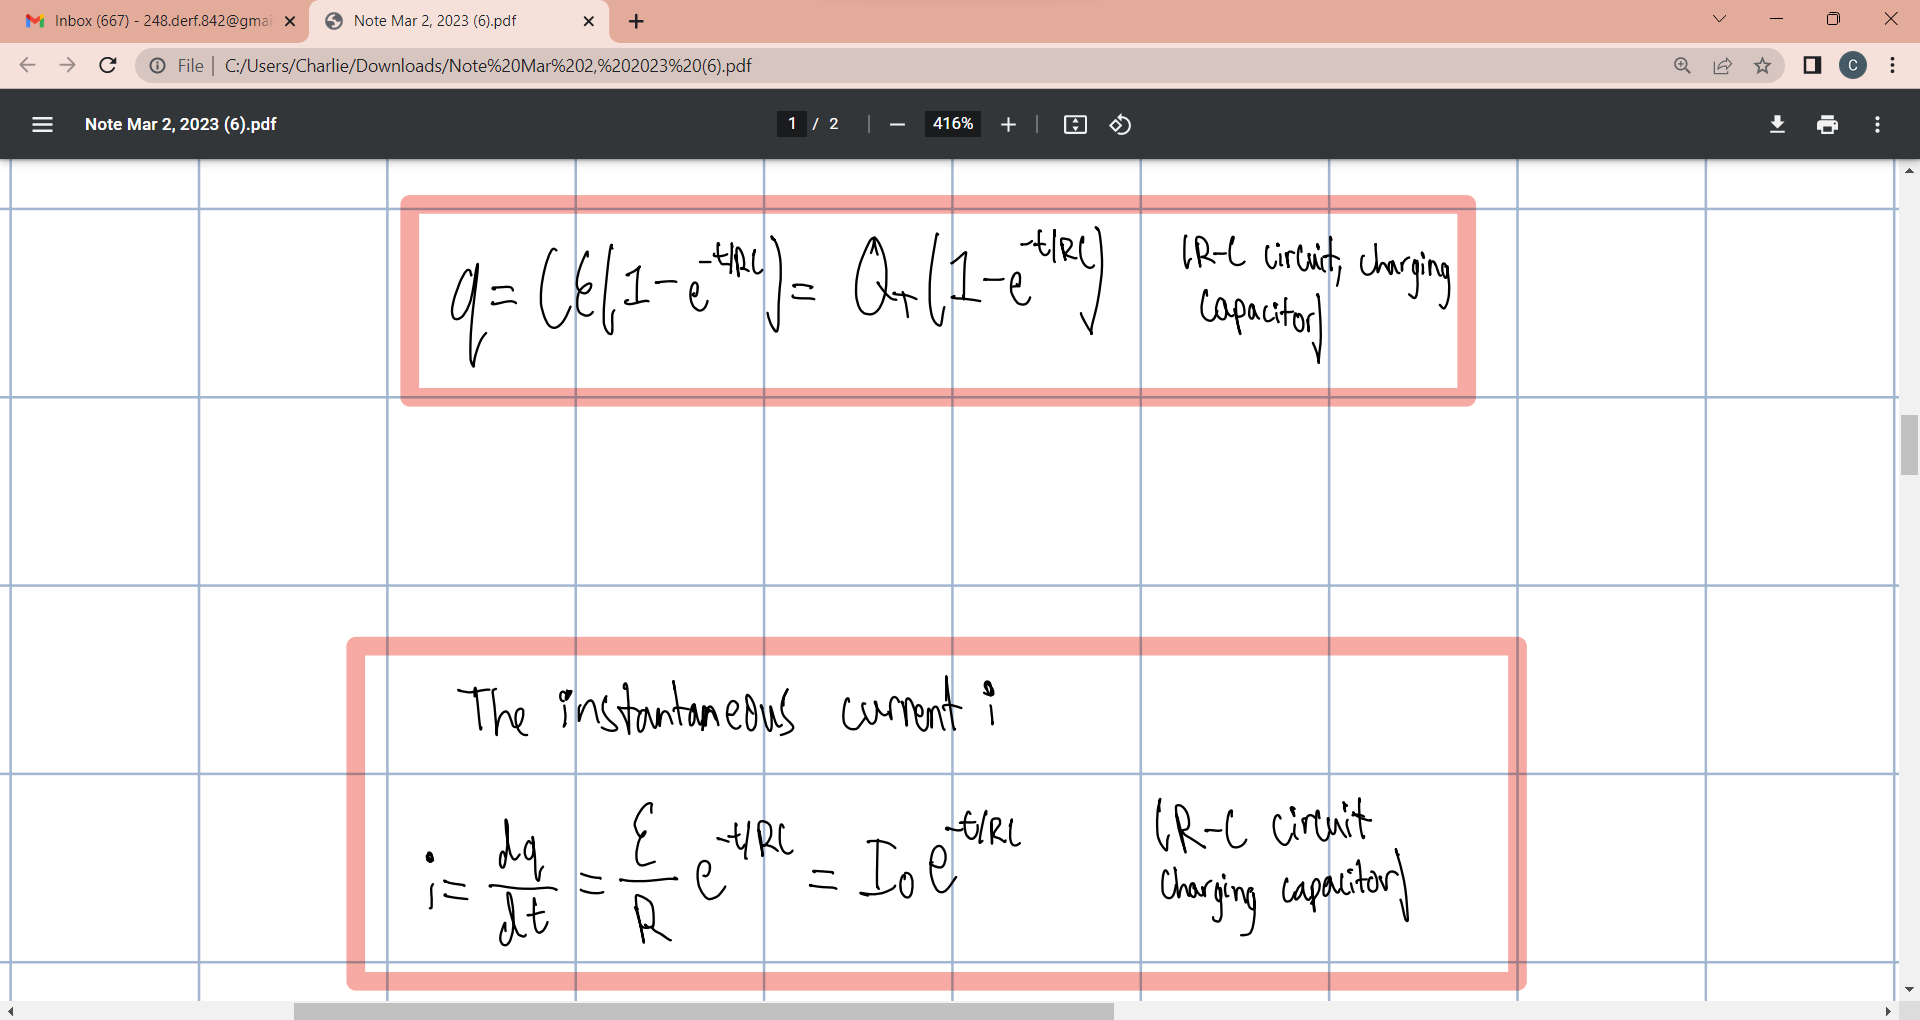 Inbox (667) - 248.derf.842@gmai
Note Mar 2, 2023 (6).pdf
File | C:/Users/Charlie/Downloads/Note%20Mar%202,%202023%20(6).pdf
C
Note Mar 2, 2023 (6).pdf
1 / 2
416%
q = Cε(1-e^-t/RC) = Q_f(1-e^-t/RC) (R-C circuit, charging
capacitor)
The instantaneous current i
i = dq/dt = ε/R e^-t/RC = I₀e^-t/RC (R-C circuit
charging capacitor)